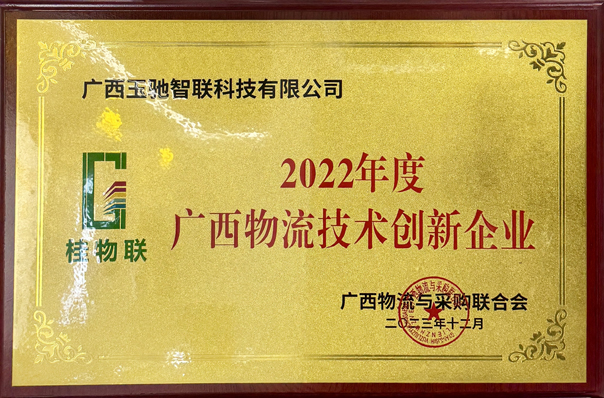 广西玉驰智联科技有限公司
2022年度
广西物流技术创新企业
桂物联
广西物流与采购联合会
二〇二三年十二月